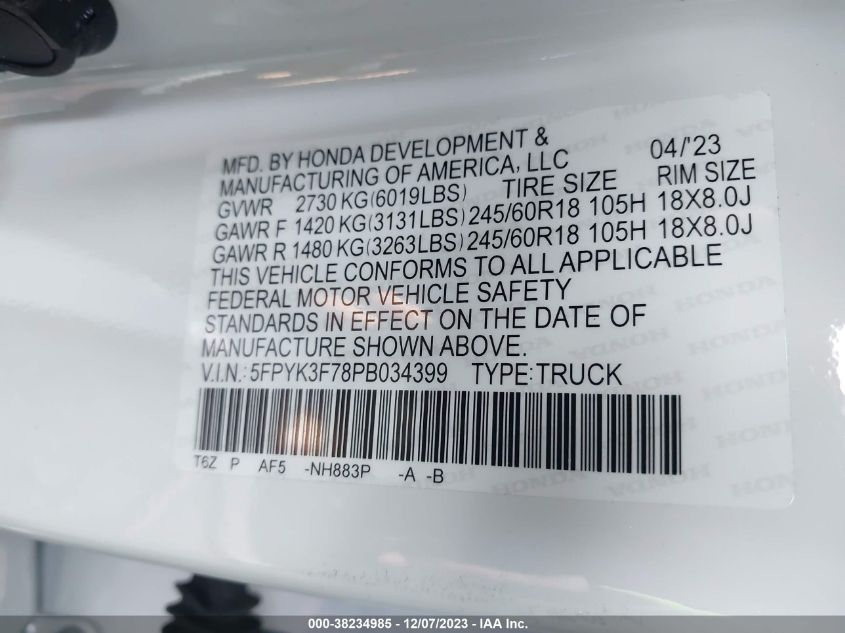 MFD. BY HONDA DEVELOPMENT & 04/'23
MANUFACTURING OF AMERICA, LLC
GVWR 2730 KG(6019LBS) TIRE SIZE RIM SIZE
GAWR F 1420 KG(3131LBS) 245/60R18 105H 18X8.0J
GAWR R 1480 KG(3263LBS) 245/60R18 105H 18X8.0J
THIS VEHICLE CONFORMS TO ALL APPLICABLE
FEDERAL MOTOR VEHICLE SAFETY
STANDARDS IN EFFECT ON THE DATE OF
MANUFACTURE SHOWN ABOVE.
V.I.N.: 5FPYK3F78PB034399 TYPE: TRUCK
T6Z P AF5 -NH883P -A -B
000-38234985 - 12/07/2023 - IAA Inc.